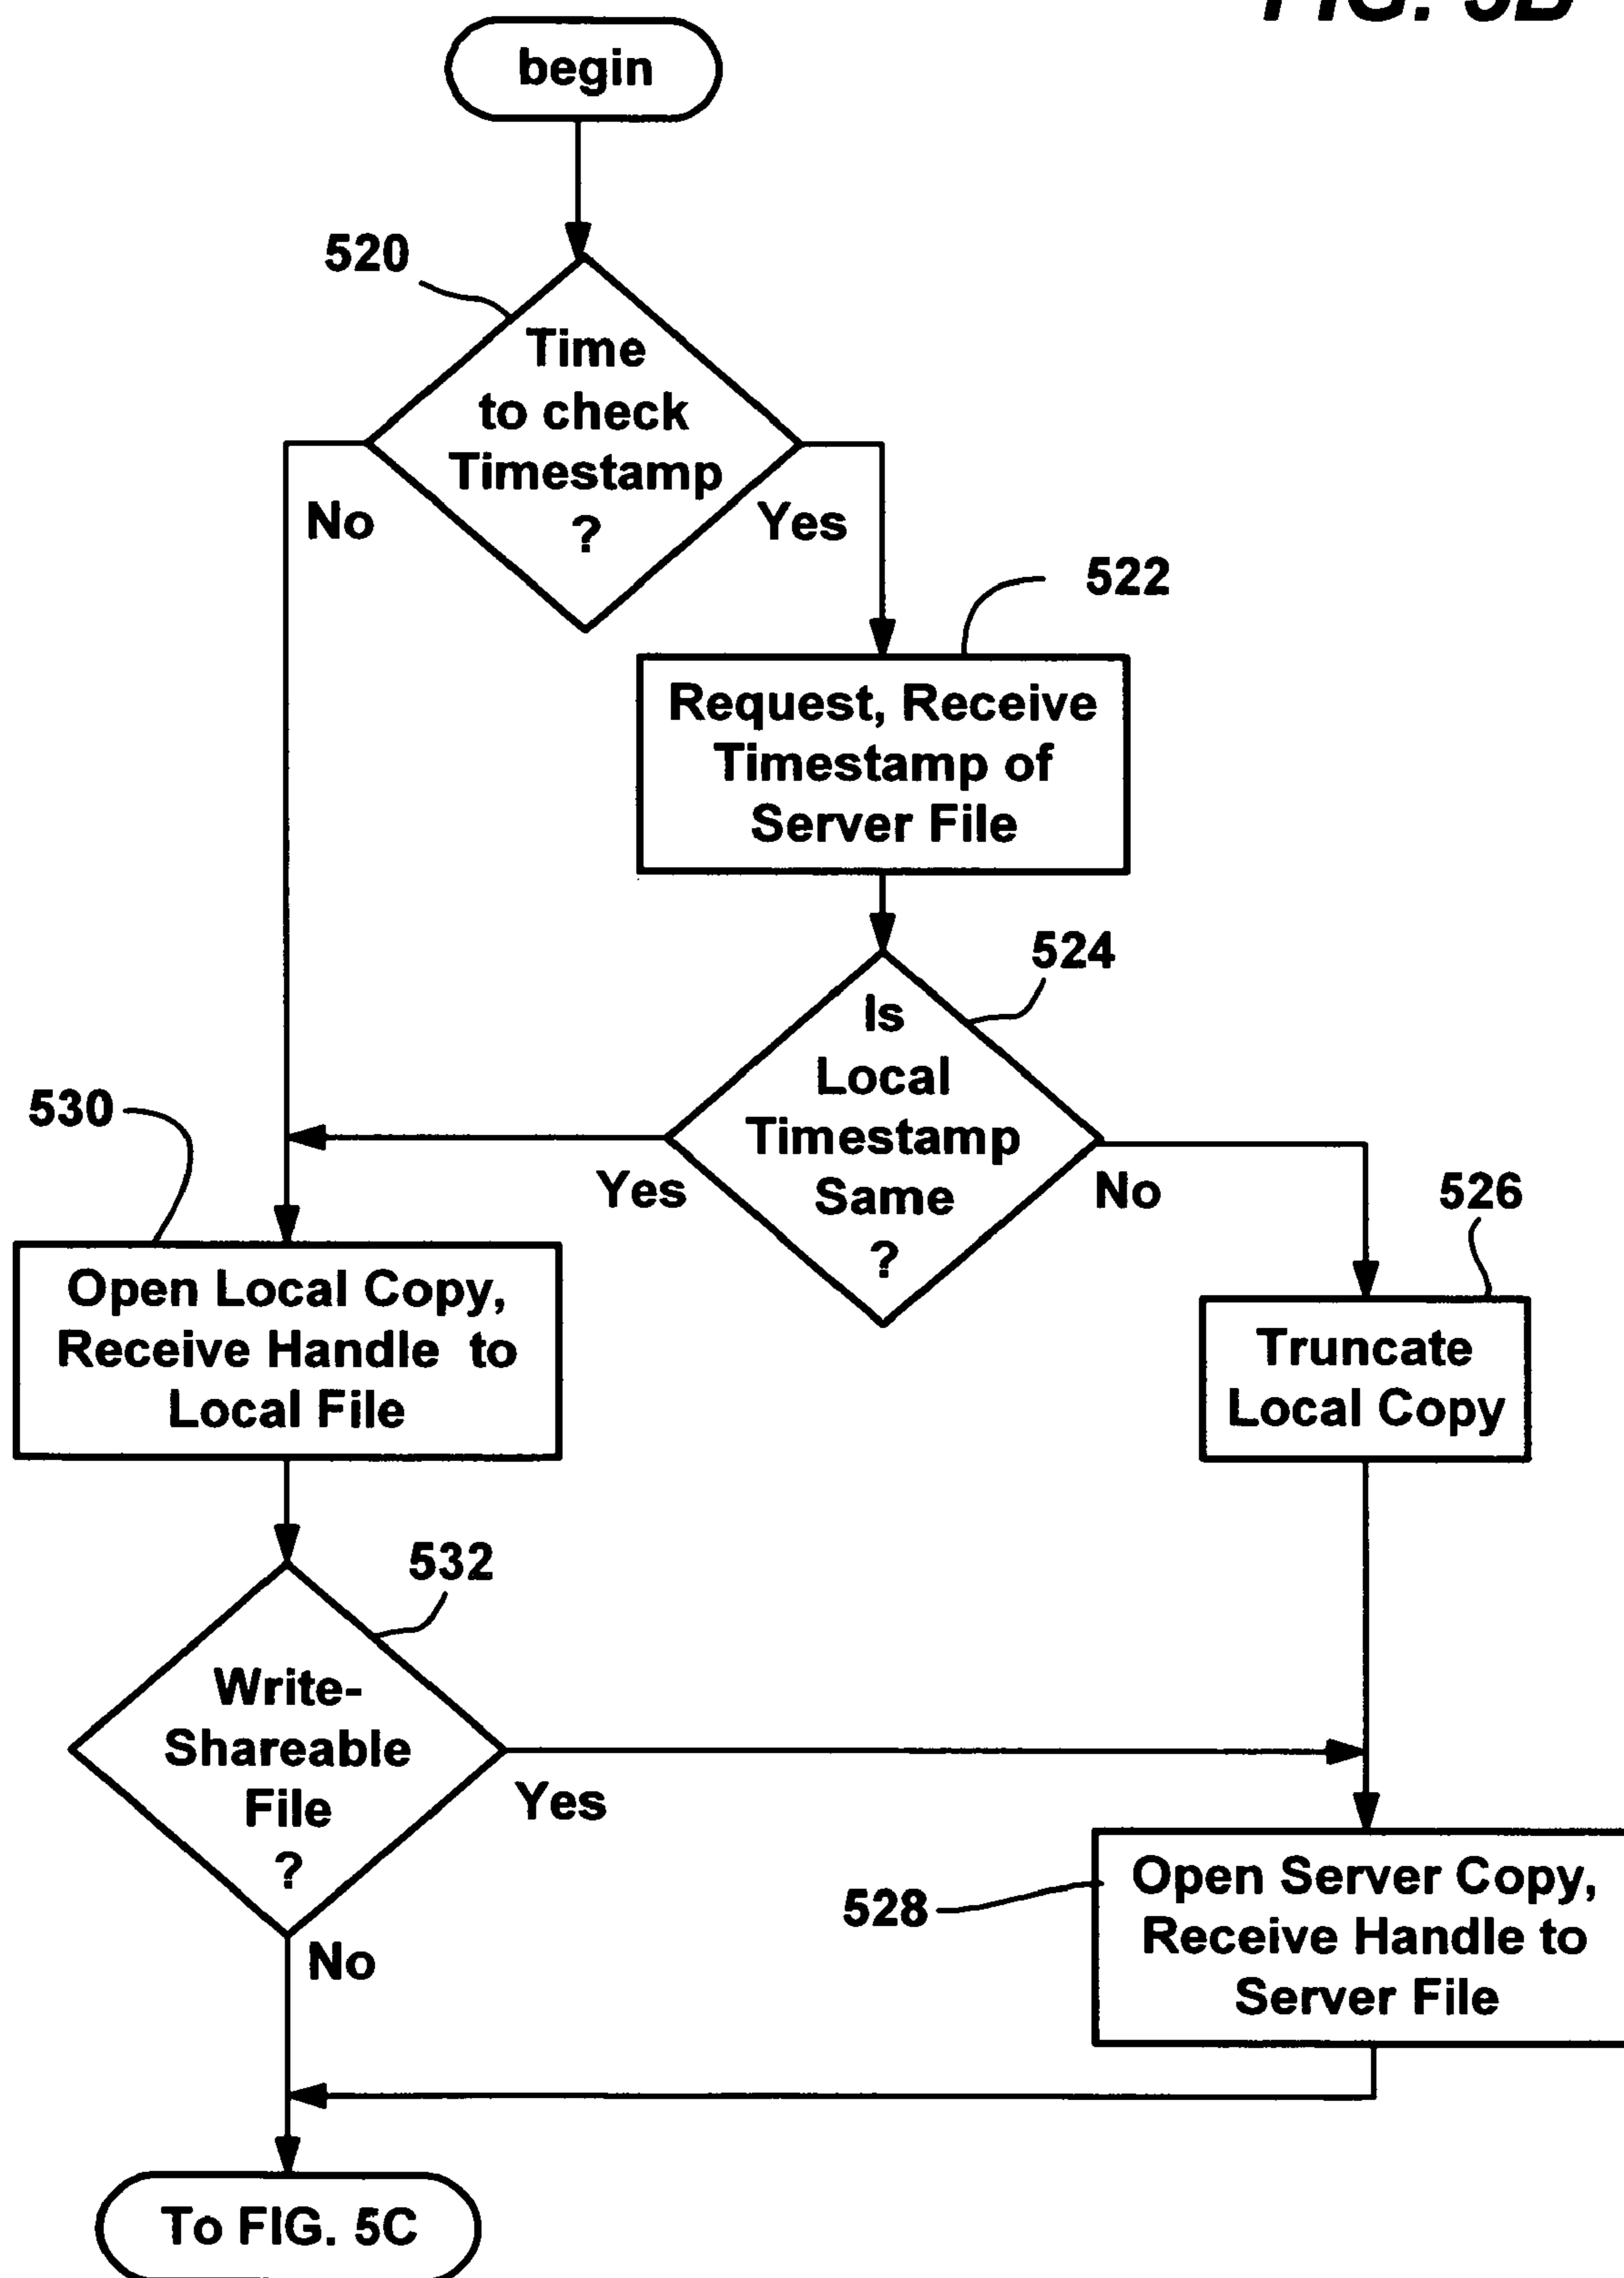 FIG. 5B
begin
520
Time
to check
Timestamp
?
No
Yes
522
Request, Receive
Timestamp of
Server File
524
Is
Local
Timestamp
Same
?
Yes
No
530
526
Open Local Copy,
Receive Handle to
Local File
Truncate
Local Copy
532
Write-
Shareable
File
?
Yes
No
528
Open Server Copy,
Receive Handle to
Server File
To FIG. 5C